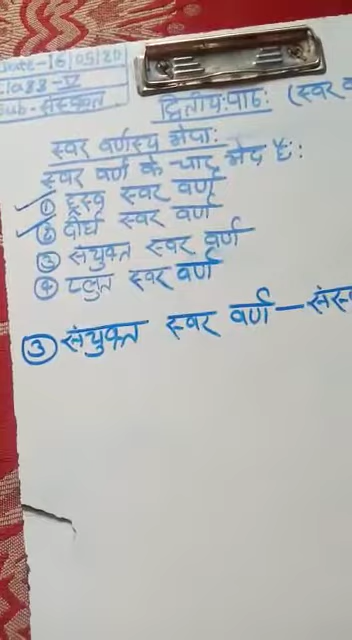 Date-16/05/20
Class-V
Sub-संस्कृत
द्वितीय:पाठ: (स्वर व
स्वर वर्णस्य भेदा:
स्वर वर्ण के चार भेद हैं:
① ह्रस्व स्वर वर्ण
② दीर्घ स्वर वर्ण
③ संयुक्त स्वर वर्ण
④ प्लुत स्वर वर्ण
③ संयुक्त स्वर वर्ण — संस्